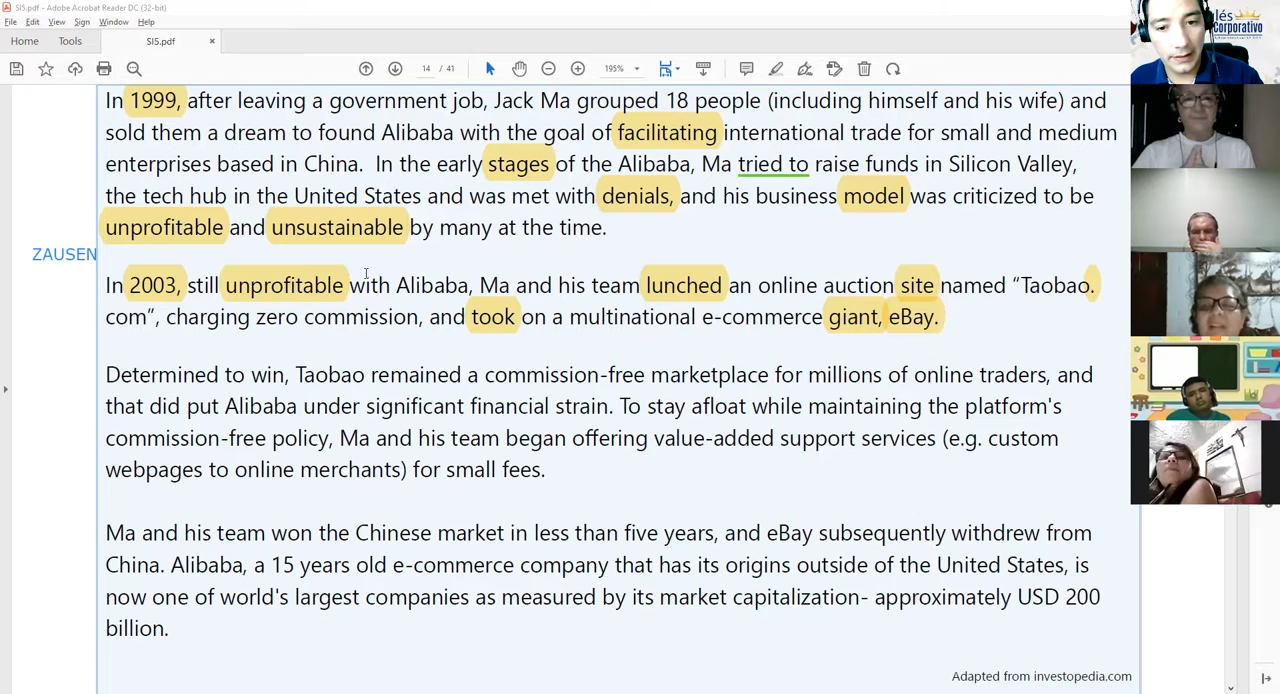 SI5.pdf - Adobe Acrobat Reader DC (32-bit)
File Edit View Sign Window Help
Home Tools SI5.pdf ×
14 / 41 195%
lés
Corporativo
In 1999, after leaving a government job, Jack Ma grouped 18 people (including himself and his wife) and
sold them a dream to found Alibaba with the goal of facilitating international trade for small and medium
enterprises based in China. In the early stages of the Alibaba, Ma tried to raise funds in Silicon Valley,
the tech hub in the United States and was met with denials, and his business model was criticized to be
unprofitable and unsustainable by many at the time.
ZAUSEN
In 2003, still unprofitable with Alibaba, Ma and his team lunched an online auction site named “Taobao.
com”, charging zero commission, and took on a multinational e-commerce giant, eBay.
Determined to win, Taobao remained a commission-free marketplace for millions of online traders, and
that did put Alibaba under significant financial strain. To stay afloat while maintaining the platform's
commission-free policy, Ma and his team began offering value-added support services (e.g. custom
webpages to online merchants) for small fees.
Ma and his team won the Chinese market in less than five years, and eBay subsequently withdrew from
China. Alibaba, a 15 years old e-commerce company that has its origins outside of the United States, is
now one of world's largest companies as measured by its market capitalization- approximately USD 200
billion.
Adapted from investopedia.com